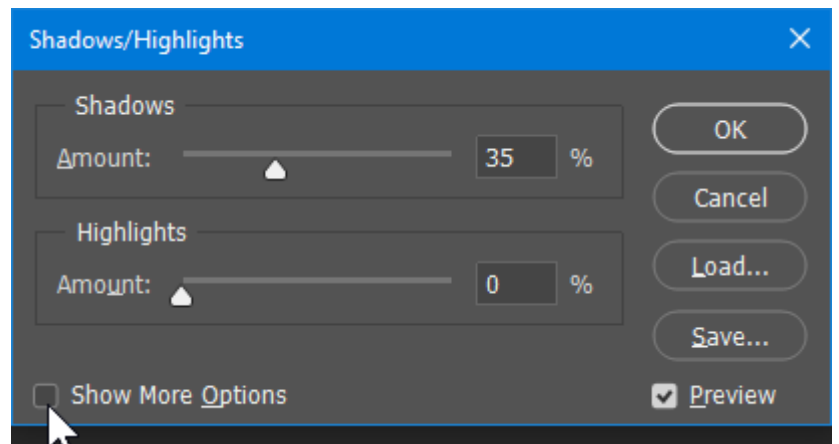 Shadows/Highlights
Shadows
Amount: 35 %
Highlights
Amount: 0 %
Show More Options
OK
Cancel
Load...
Save...
Preview